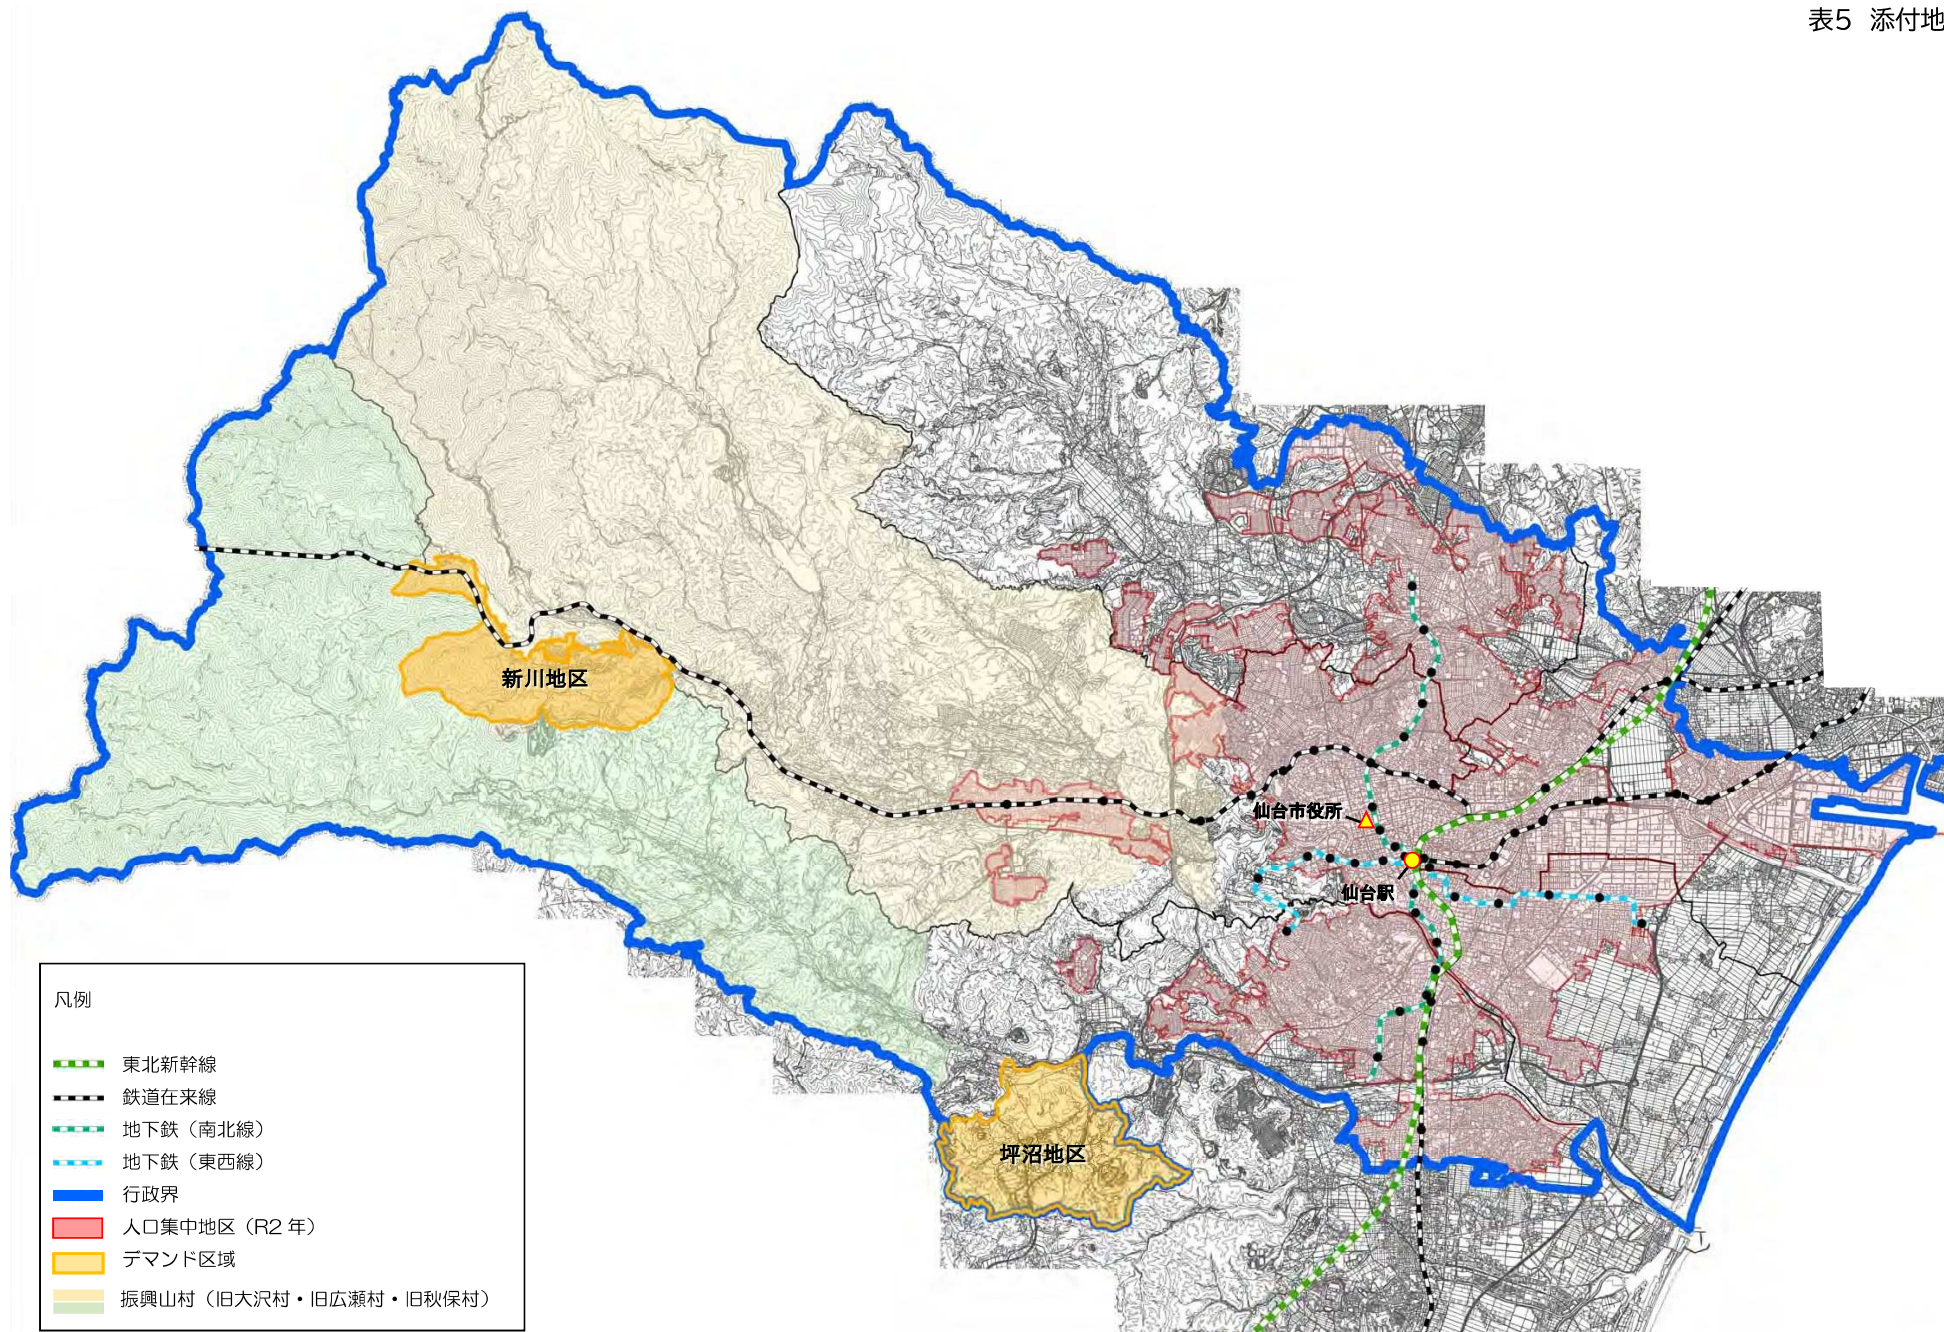 表5 添付地
新川地区
仙台市役所
仙台駅
坪沼地区
凡例
東北新幹線
鉄道在来線
地下鉄（南北線）
地下鉄（東西線）
行政界
人口集中地区（R2 年）
デマンド区域
振興山村（旧大沢村・旧広瀬村・旧秋保村）